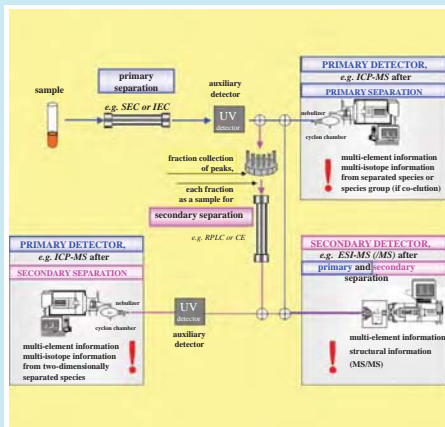 sample
primary
separation
e.g. SEC or IEC
auxiliary
detector
UV
detector
PRIMARY DETECTOR,
e.g. ICP-MS after
PRIMARY SEPARATION
nebulizer
cyclon chamber
multi-element information
multi-isotope information
from separated species or
species group (if co-elution)
fraction collection
of peaks,
each fraction
as a sample for
secondary separation
e.g. RPLC or CE
PRIMARY DETECTOR,
e.g. ICP-MS after
SECONDARY SEPARATION
nebulizer
cyclon chamber
multi-element information
multi-isotope information
from two-dimensionally
separated species
UV
detector
auxiliary
detector
SECONDARY DETECTOR,
e.g. ESI-MS (/MS) after
primary and secondary
separation
multi-element information
structural information
(MS/MS)